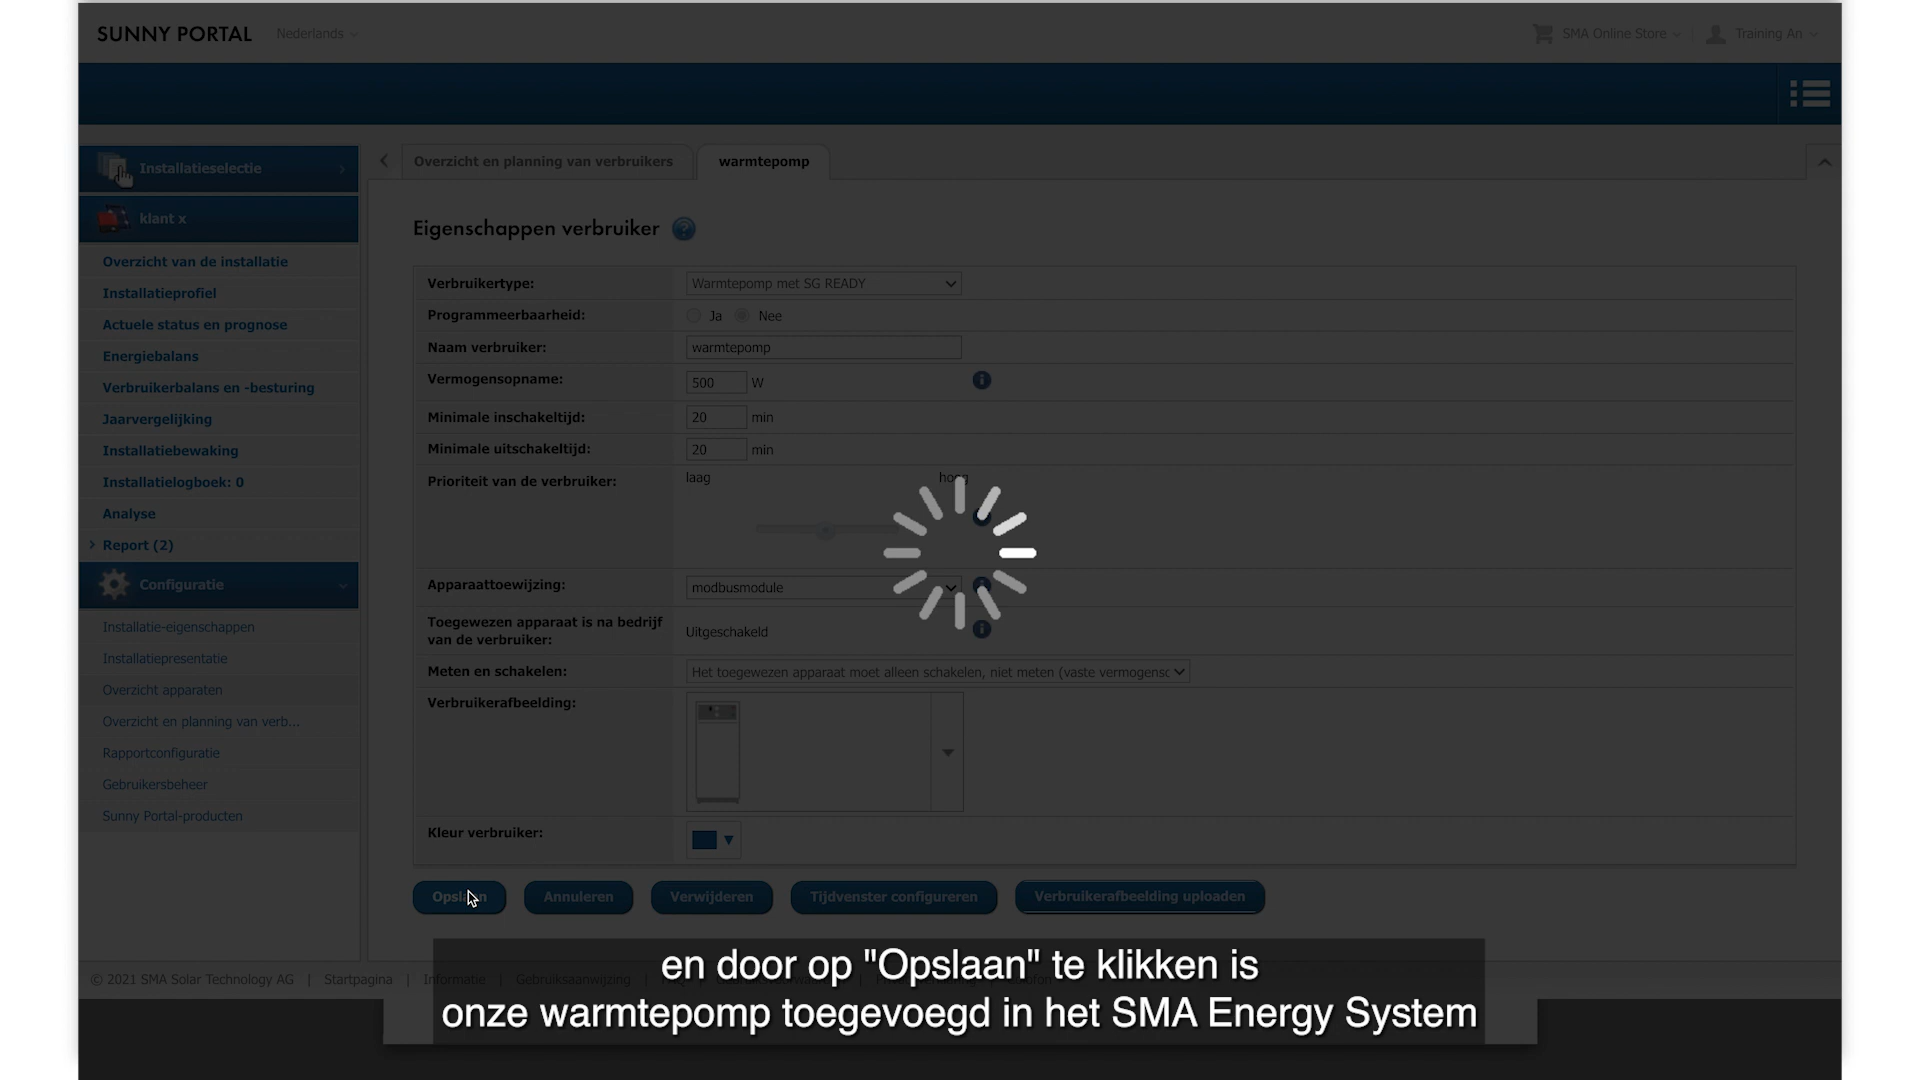 SUNNY PORTAL Nederlands SMA Online Store Training An
Installatieselectie
klant x
Overzicht van de installatie
Installatieprofiel
Actuele status en prognose
Energiebalans
Verbruikerbalans en -besturing
Jaarvergelijking
Installatiebewaking
Installatielogboek: 0
Analyse
Report (2)
Configuratie
Installatie-eigenschappen
Installatiepresentatie
Overzicht apparaten
Overzicht en planning van verb...
Rapportconfiguratie
Gebruikersbeheer
Sunny Portal-producten
Overzicht en planning van verbruikers warmtepomp
Eigenschappen verbruiker
Verbruikertype: Warmtepomp met SG READY
Programmeerbaarheid: Ja Nee
Naam verbruiker: warmtepomp
Vermogensopname: 500 W
Minimale inschakeltijd: 20 min
Minimale uitschakeltijd: 20 min
Prioriteit van de verbruiker: laag hoog
Apparaattoewijzing: modbusmodule
Toegewezen apparaat is na bedrijf
van de verbruiker: Uitgeschakeld
Meten en schakelen: Het toegewezen apparaat moet alleen schakelen, niet meten (vaste vermogensc
Verbruikerafbeelding:
Kleur verbruiker:
Opslaan Annuleren Verwijderen Tijdvenster configureren Verbruikerafbeelding uploaden
© 2021 SMA Solar Technology AG | Startpagina | Informatie | Gebruiksaanwijzing
en door op "Opslaan" te klikken is
onze warmtepomp toegevoegd in het SMA Energy System